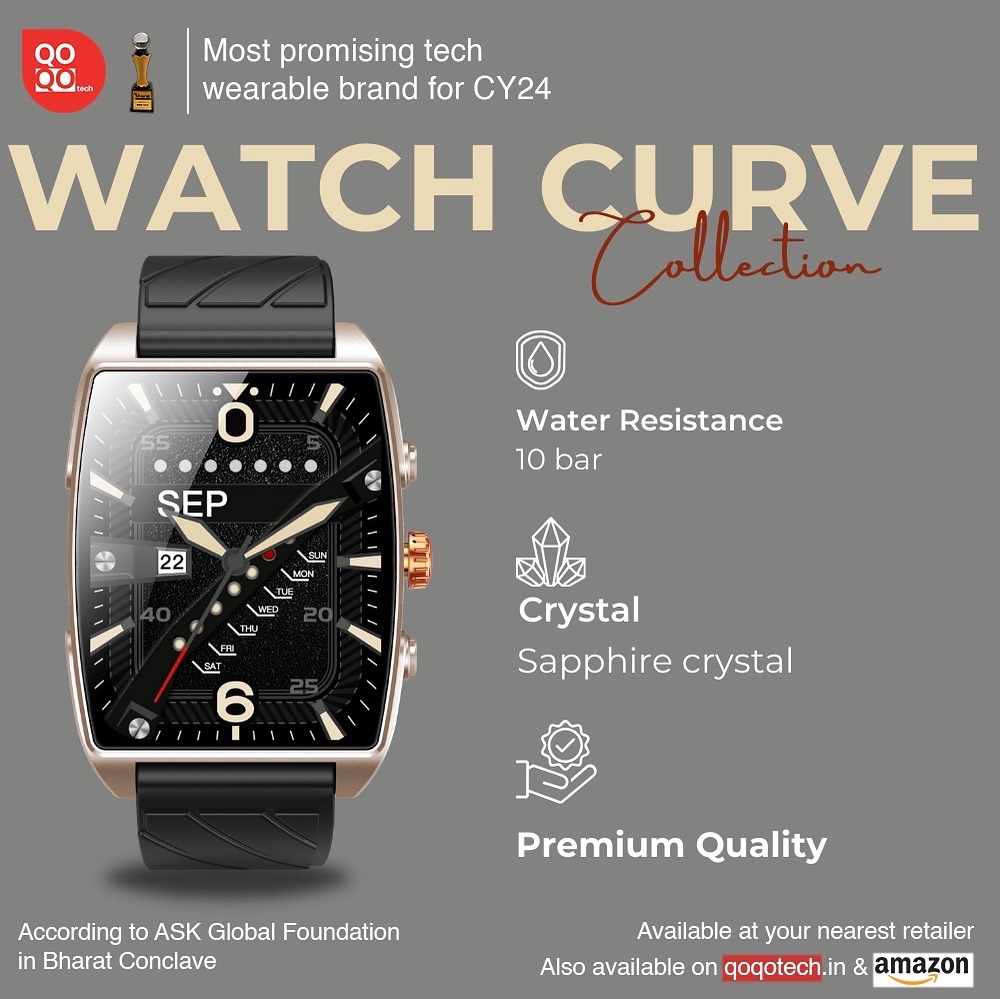 QO
QO tech
Most promising tech
wearable brand for CY24
WATCH CURVE
Collection
0
55 5
SEP
22
SUN
MON
TUE
WED
THU
FRI
SAT
40 20
25
6
Water Resistance
10 bar
Crystal
Sapphire crystal
Premium Quality
According to ASK Global Foundation
in Bharat Conclave
Available at your nearest retailer
Also available on qoqotech.in & amazon